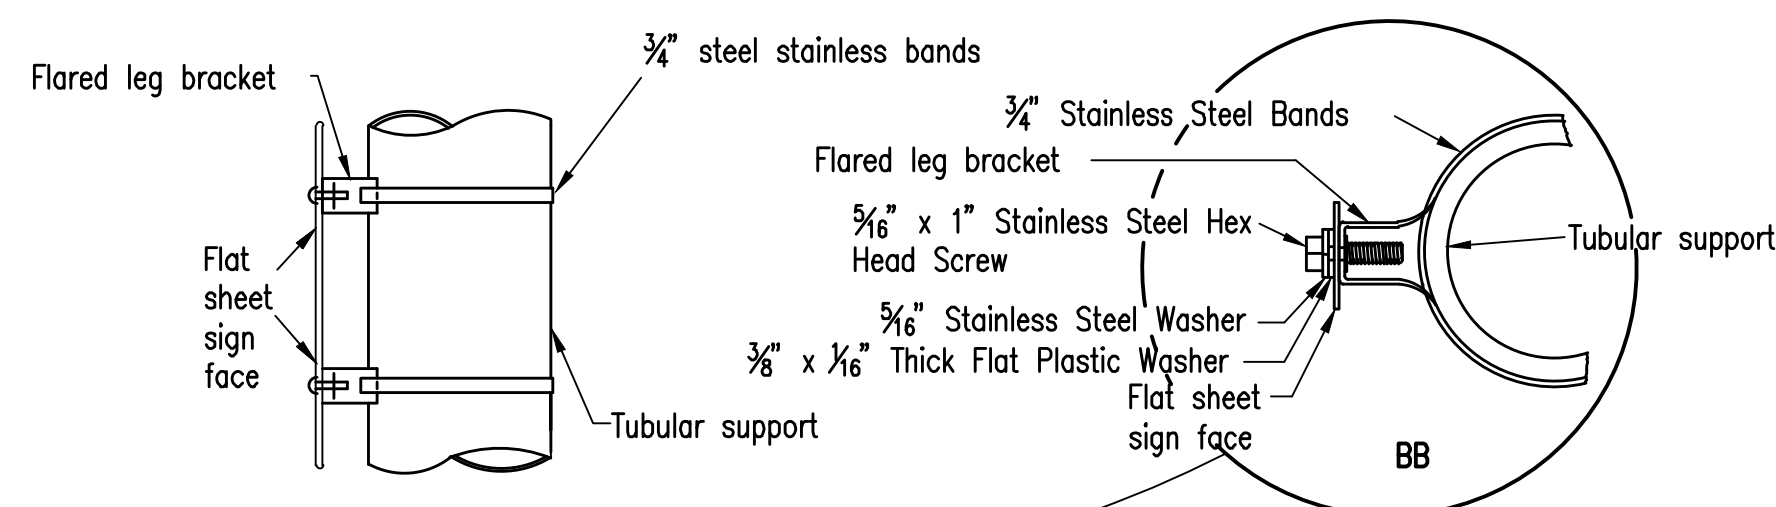 ¾” steel stainless bands
Flared leg bracket
Flat
sheet
sign
face
Tubular support
¾” Stainless Steel Bands
Flared leg bracket
5/16” x 1” Stainless Steel Hex
Head Screw
Tubular support
5/16” Stainless Steel Washer
3/8” x 1/16” Thick Flat Plastic Washer
Flat sheet
sign face
BB